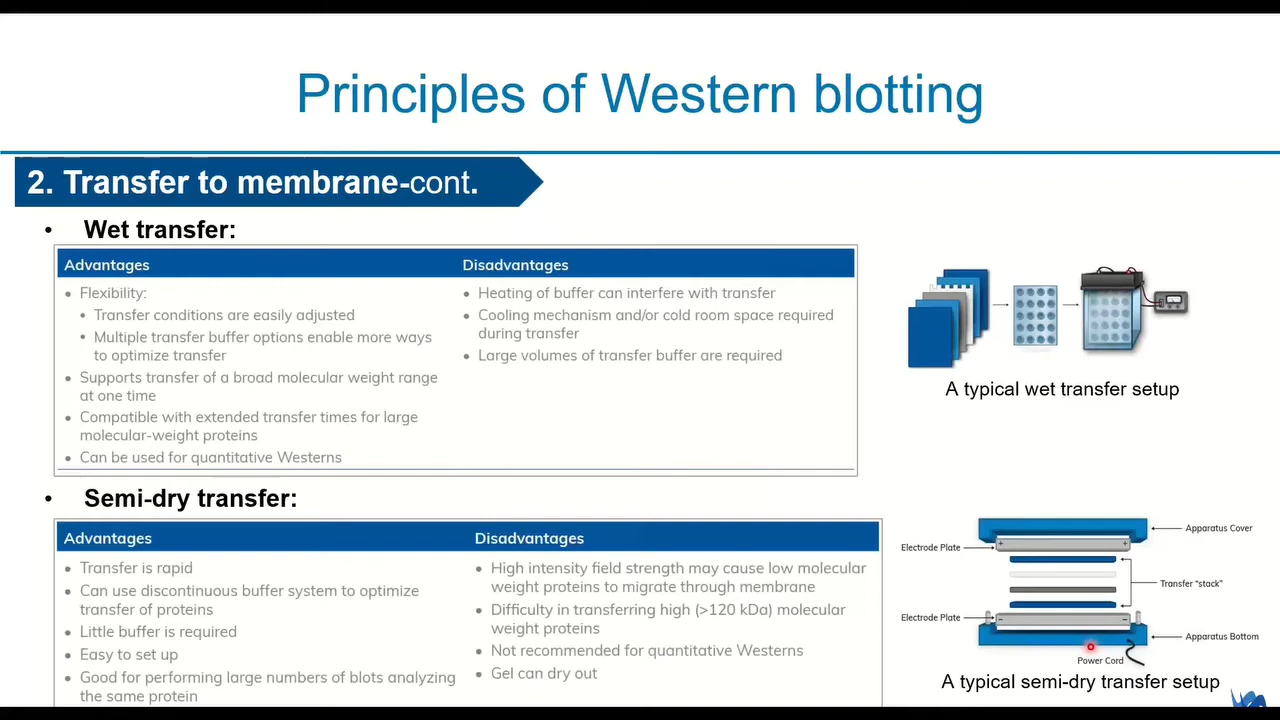 Principles of Western blotting
2. Transfer to membrane-cont.
• Wet transfer:
Advantages
Disadvantages
• Flexibility:
• Transfer conditions are easily adjusted
• Multiple transfer buffer options enable more ways
to optimize transfer
• Supports transfer of a broad molecular weight range
at one time
• Compatible with extended transfer times for large
molecular-weight proteins
• Can be used for quantitative Westerns
• Heating of buffer can interfere with transfer
• Cooling mechanism and/or cold room space required
during transfer
• Large volumes of transfer buffer are required
A typical wet transfer setup
• Semi-dry transfer:
Advantages
Disadvantages
• Transfer is rapid
• Can use discontinuous buffer system to optimize
transfer of proteins
• Little buffer is required
• Easy to set up
• Good for performing large numbers of blots analyzing
the same protein
• High intensity field strength may cause low molecular
weight proteins to migrate through membrane
• Difficulty in transferring high (>120 kDa) molecular
weight proteins
• Not recommended for quantitative Westerns
• Gel can dry out
Apparatus Cover
Electrode Plate
+ +
Transfer “stack”
Electrode Plate
− −
Apparatus Bottom
Power Cord
A typical semi-dry transfer setup